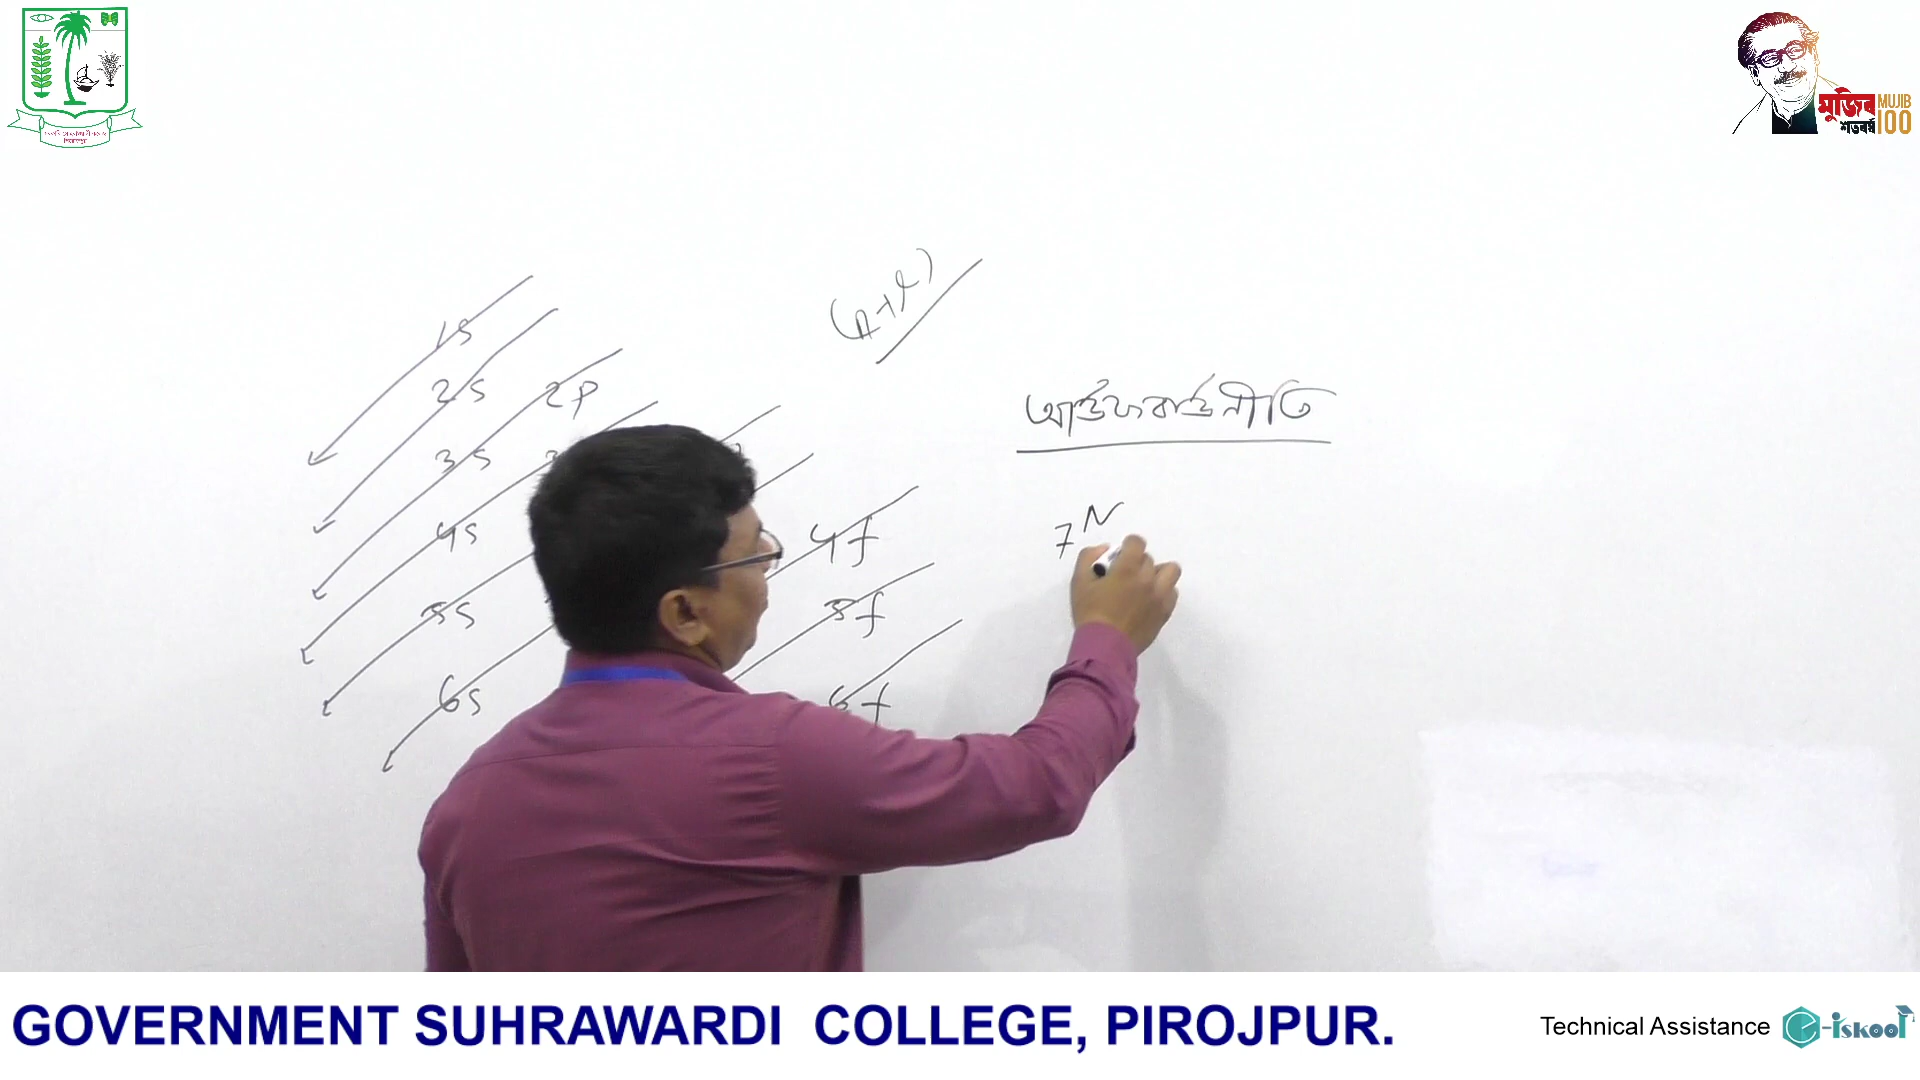 মুজিব MUJIB
শতবর্ষ 100
(n+l)
1s
2s 2p
3s 3
4s 4f
5s 5f
6s 6f
আউফবাউ নীতি
7N
GOVERNMENT SUHRAWARDI COLLEGE, PIROJPUR.
Technical Assistance e-iskool